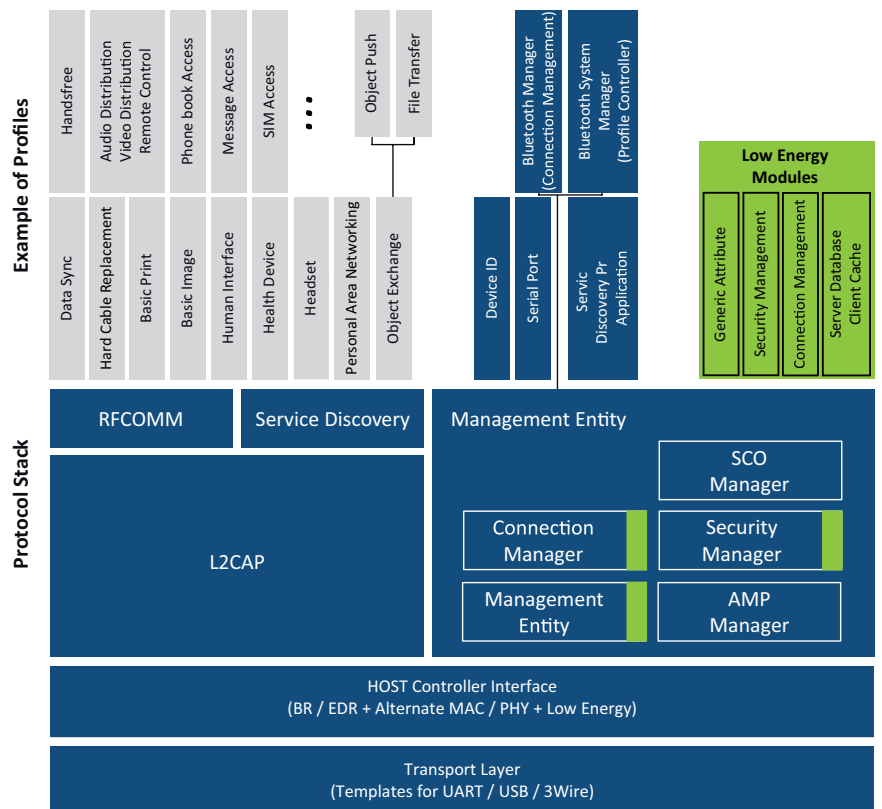 Example of Profiles
Handsfree
Audio Distribution
Video Distribution
Remote Control
Phone book Access
Message Access
SIM Access
...
Object Push
File Transfer
Bluetooth Manager
(Connection Management)
Bluetooth System
Manager
(Profile Controller)
Data Sync
Hard Cable Replacement
Basic Print
Basic Image
Human Interface
Health Device
Headset
Personal Area Networking
Object Exchange
Device ID
Serial Port
Servic
Discovery Pr
Application
Low Energy
Modules
Generic Attribute
Security Management
Connection Management
Server Database
Client Cache
Protocol Stack
RFCOMM
Service Discovery
L2CAP
Management Entity
SCO
Manager
Connection
Manager
Security
Manager
Management
Entity
AMP
Manager
HOST Controller Interface
(BR / EDR + Alternate MAC / PHY + Low Energy)
Transport Layer
(Templates for UART / USB / 3Wire)